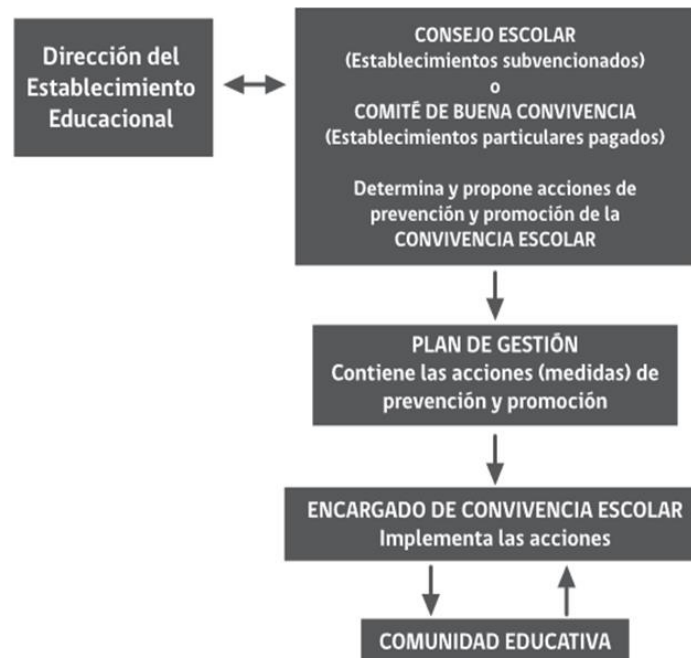 Dirección del
Establecimiento
Educacional
CONSEJO ESCOLAR
(Establecimientos subvencionados)
o
COMITÉ DE BUENA CONVIVENCIA
(Establecimientos particulares pagados)
Determina y propone acciones de
prevención y promoción de la
CONVIVENCIA ESCOLAR
PLAN DE GESTIÓN
Contiene las acciones (medidas) de
prevención y promoción
ENCARGADO DE CONVIVENCIA ESCOLAR
Implementa las acciones
COMUNIDAD EDUCATIVA